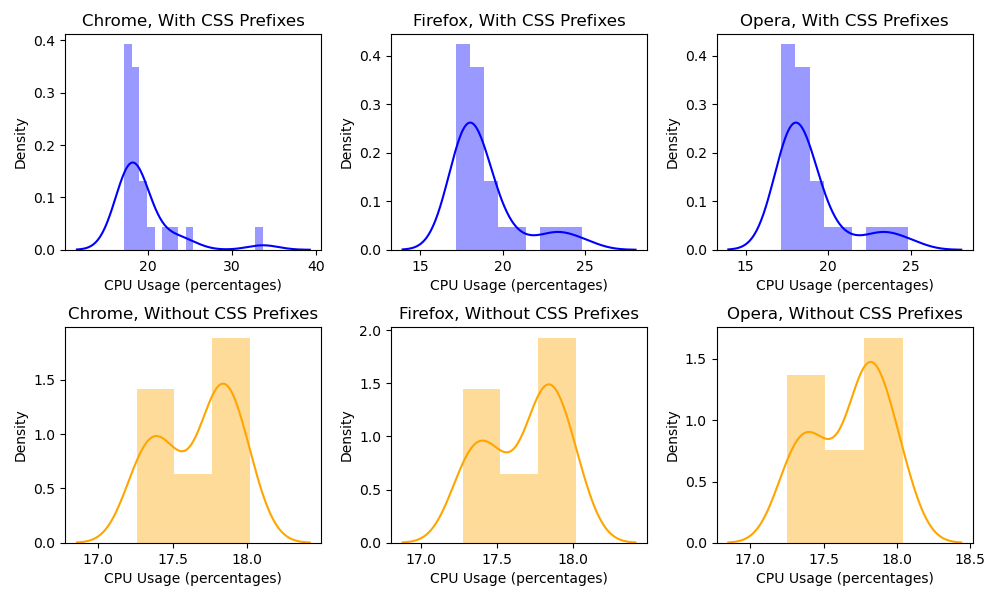 Chrome, With CSS Prefixes
Firefox, With CSS Prefixes
Opera, With CSS Prefixes
0.4
0.3
0.2
0.1
0.0
Density
20
30
40
CPU Usage (percentages)
0.4
0.3
0.2
0.1
0.0
Density
15
20
25
CPU Usage (percentages)
0.4
0.3
0.2
0.1
0.0
Density
15
20
25
CPU Usage (percentages)
Chrome, Without CSS Prefixes
Firefox, Without CSS Prefixes
Opera, Without CSS Prefixes
1.5
1.0
0.5
0.0
Density
17.0
17.5
18.0
CPU Usage (percentages)
2.0
1.5
1.0
0.5
0.0
Density
17.0
17.5
18.0
CPU Usage (percentages)
1.5
1.0
0.5
0.0
Density
17.0
17.5
18.0
18.5
CPU Usage (percentages)